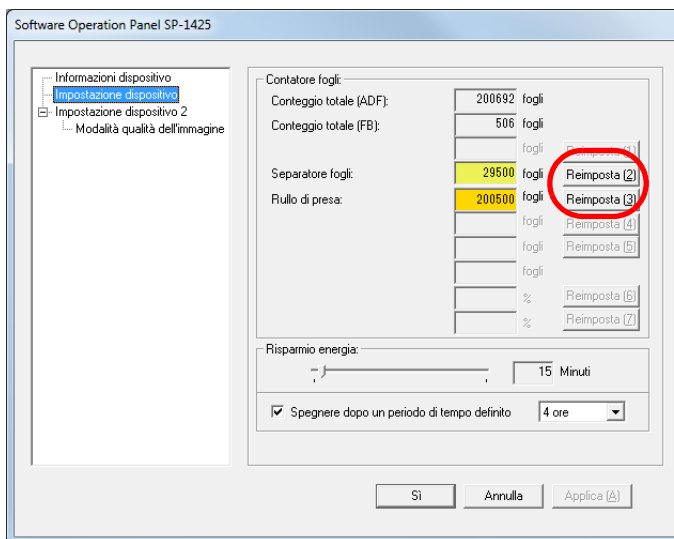 Software Operation Panel SP-1425
Informazioni dispositivo
Impostazione dispositivo
Impostazione dispositivo 2
Modalità qualità dell'immagine
Contatore fogli:
Conteggio totale (ADF): 200692 fogli
Conteggio totale (FB): 506 fogli
fogli Reimposta (1)
Separatore fogli: 29500 fogli Reimposta (2)
Rullo di presa: 200500 fogli Reimposta (3)
fogli Reimposta (4)
fogli Reimposta (5)
fogli
% Reimposta (6)
% Reimposta (7)
Risparmio energia:
15 Minuti
Spegnere dopo un periodo di tempo definito 4 ore
Sì Annulla Applica (A)